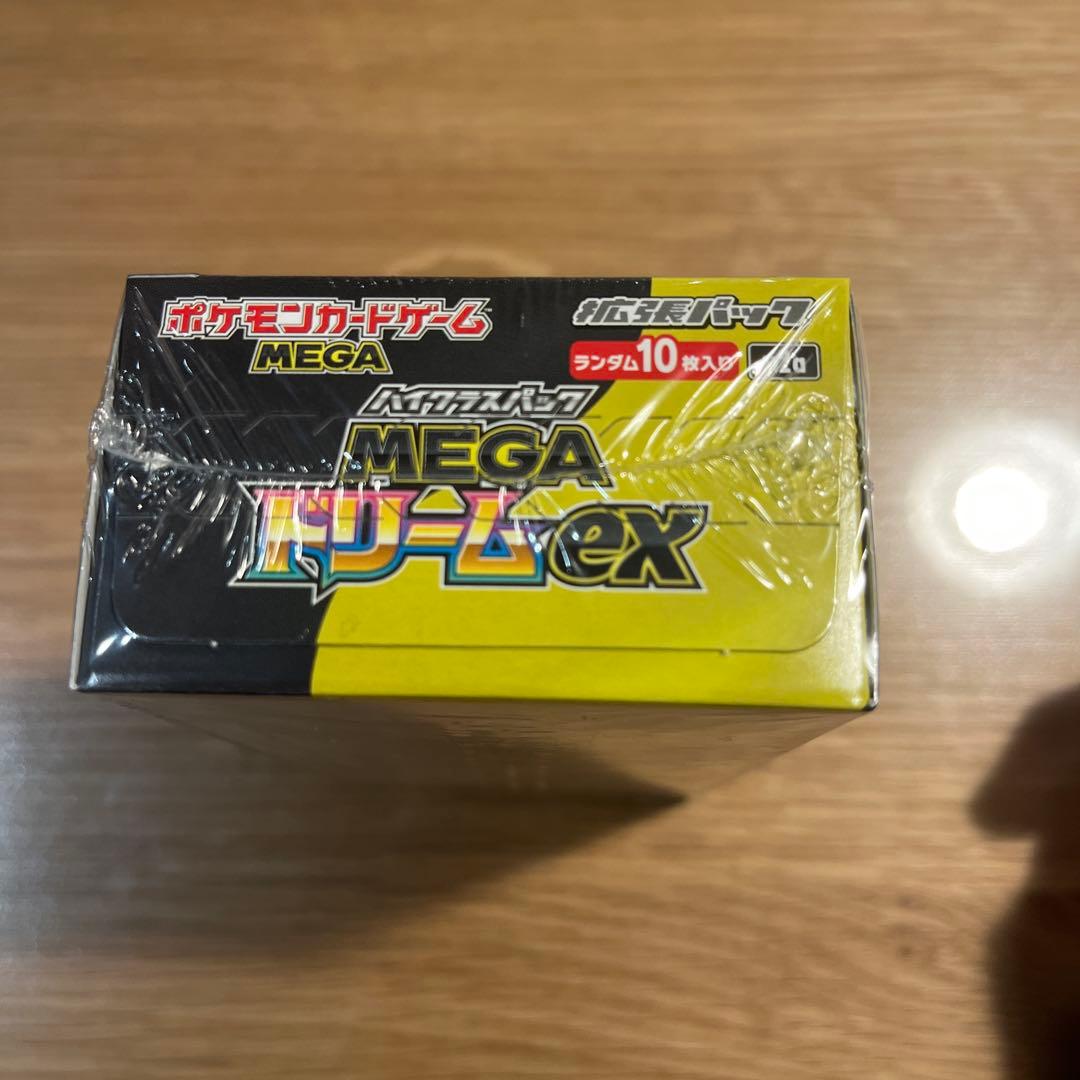 ポケモンカードゲーム
MEGA
拡張パック
ランダム10枚入り
ハイクラスパック
MEGA
ドリームex